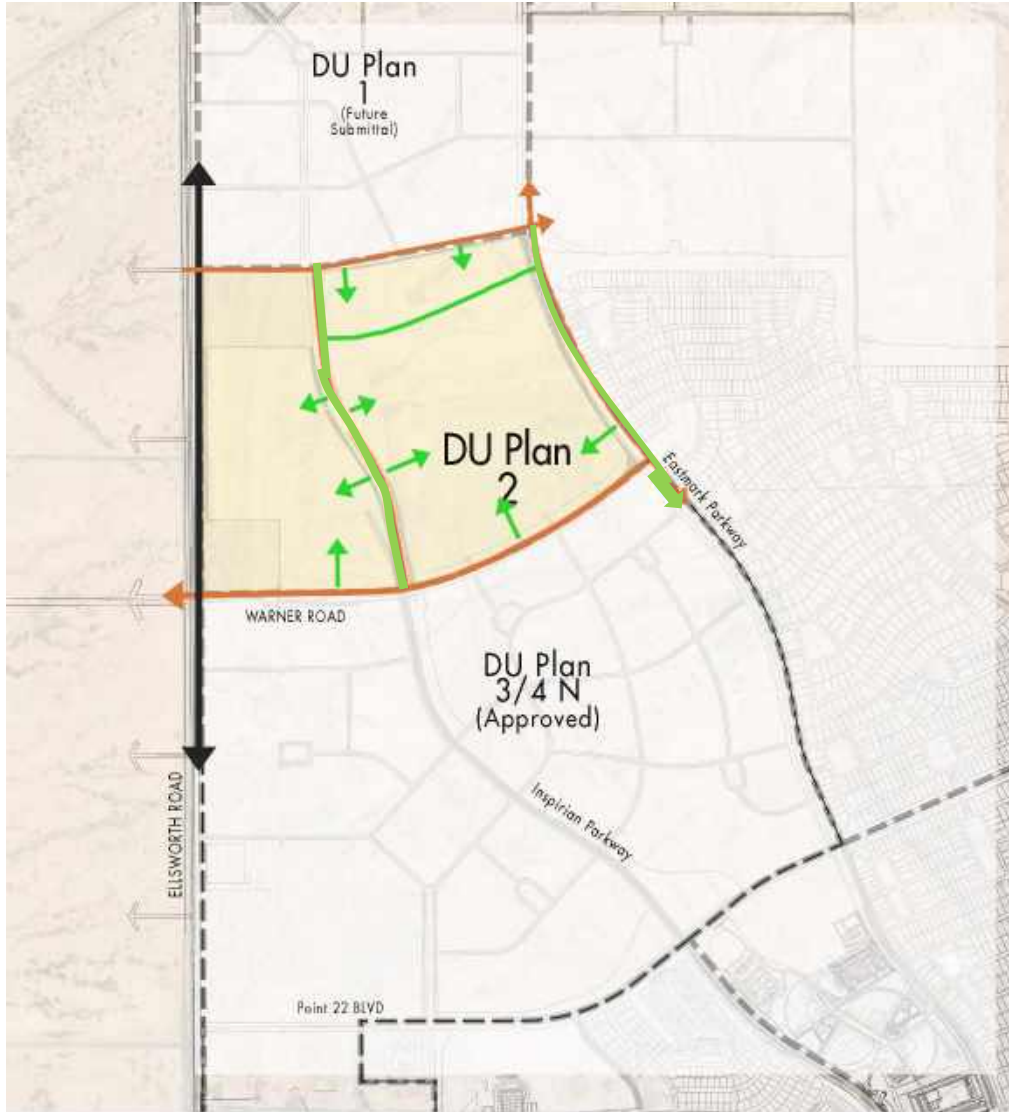 DU Plan
1
(Future
Submittal)
DU Plan
2
Eastmark Parkway
WARNER ROAD
DU Plan
3/4 N
(Approved)
ELLSWORTH ROAD
Inspirian Parkway
Point 22 BLVD